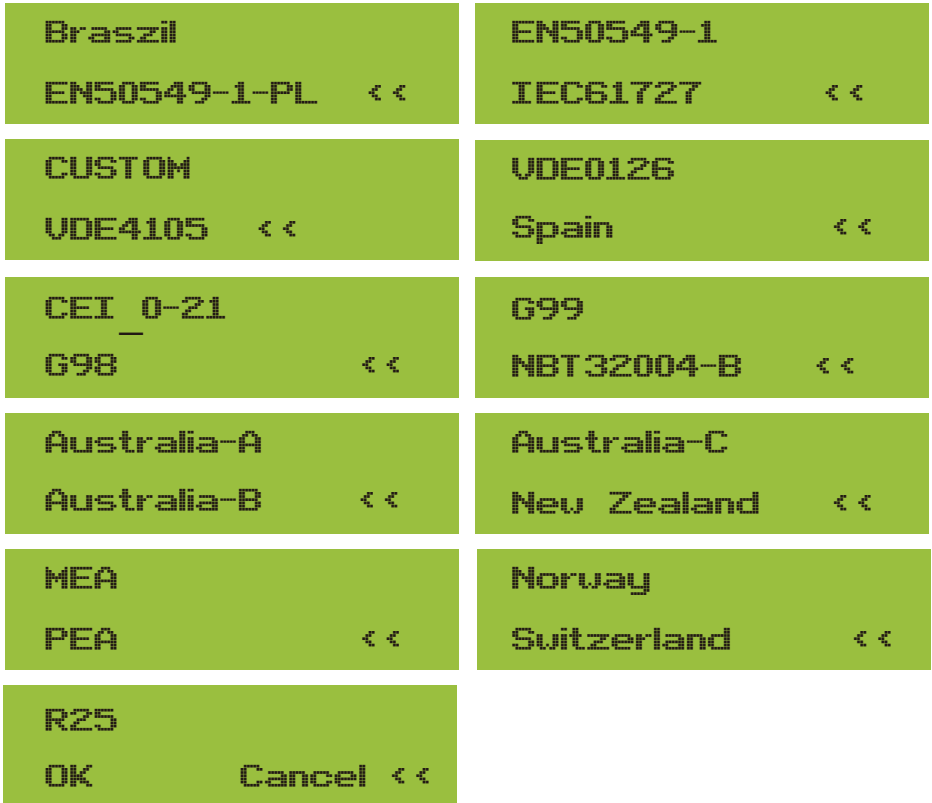 Braszil
EN50549-1-PL <<
EN50549-1
IEC61727 <<
CUSTOM
VDE4105 <<
VDE0126
Spain <<
CEI_0-21
G98 <<
G99
NBT32004-B <<
Australia-A
Australia-B <<
Australia-C
New Zealand <<
MEA
PEA <<
Norway
Switzerland <<
R25
OK Cancel <<